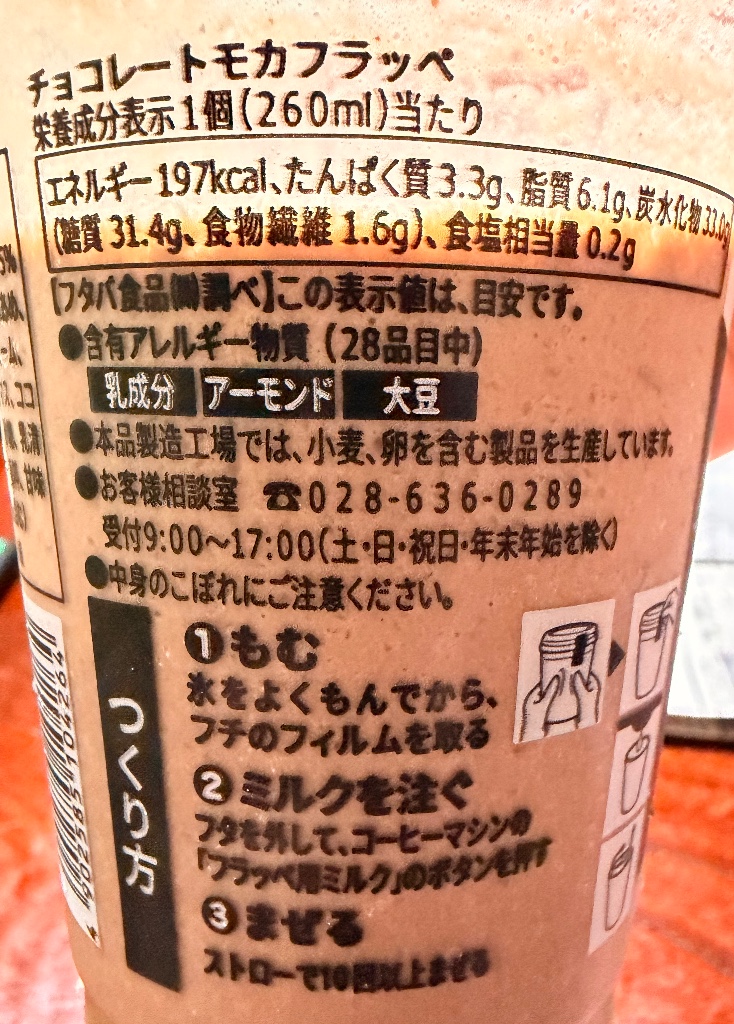 チョコレートモカフラッペ
栄養成分表示1個(260ml)当たり
エネルギー197kcal、たんぱく質3.3g、脂質6.1g、炭水化物33.0g
(糖質31.4g、食物繊維1.6g)、食塩相当量0.2g
【フタバ食品㈱調べ】この表示値は、目安です。
●含有アレルギー物質(28品目中)
乳成分 アーモンド 大豆
●本品製造工場では、小麦、卵を含む製品を生産しています。
●お客様相談室 ☎028-636-0289
受付9:00〜17:00(土・日・祝日・年末年始を除く)
●中身のこぼれにご注意ください。
つくり方
❶もむ
氷をよくもんでから、
フチのフィルムを取る
❷ミルクを注ぐ
フタを外して、コーヒーマシンの
「フラッペ用ミルク」のボタンを押す
❸まぜる
ストローで10回以上まぜる